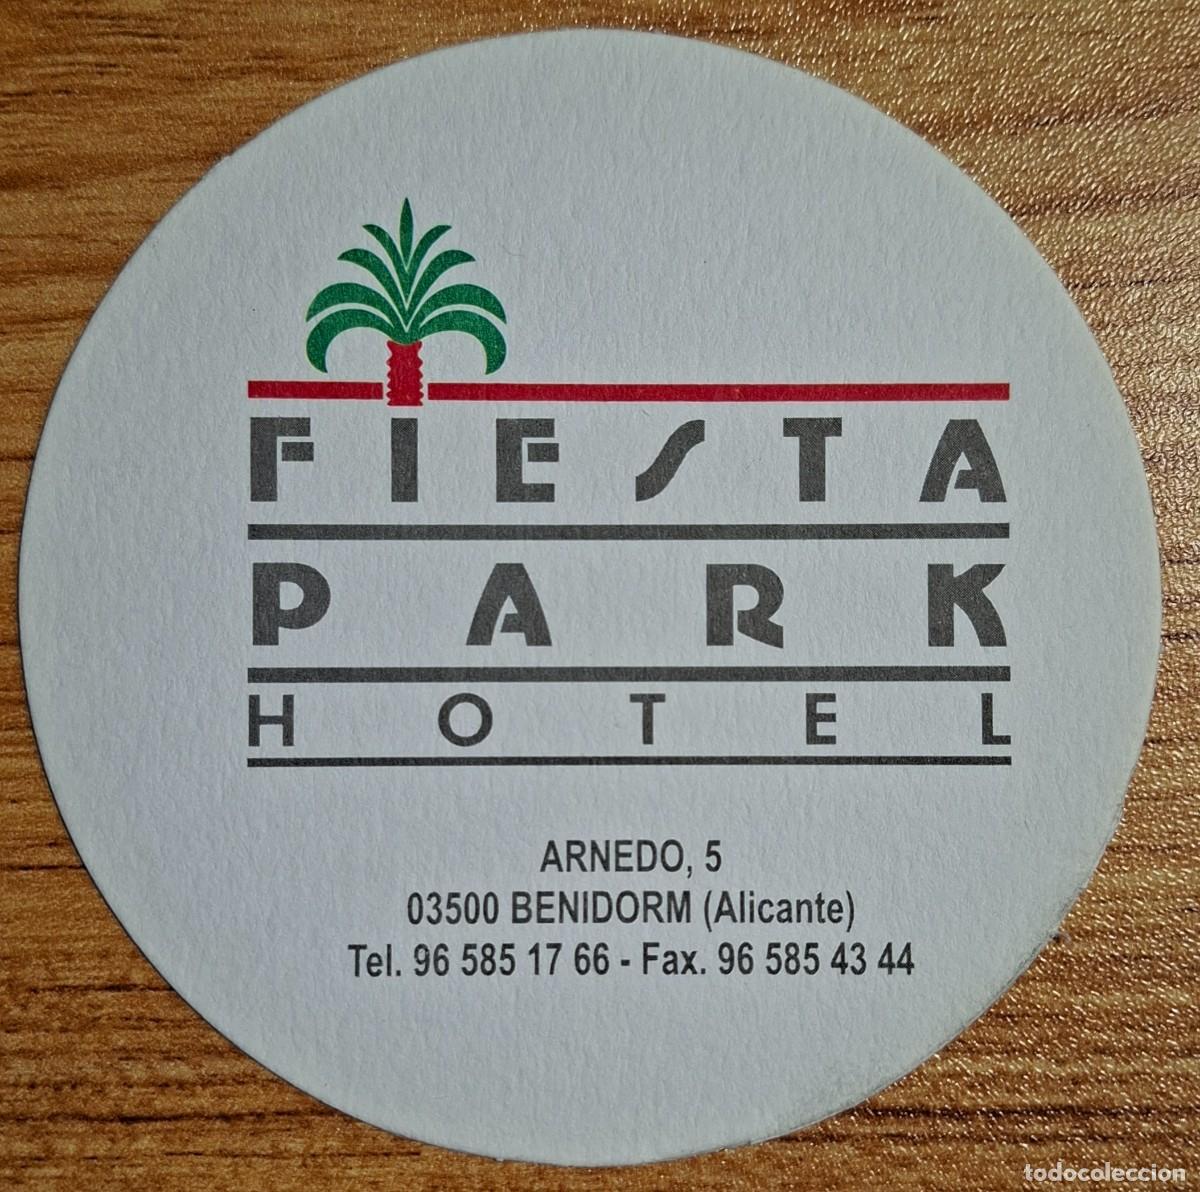 FIESTA
PARK
HOTEL
ARNEDO, 5
03500 BENIDORM (Alicante)
Tel. 96 585 17 66 - Fax. 96 585 43 44
todocoleccion